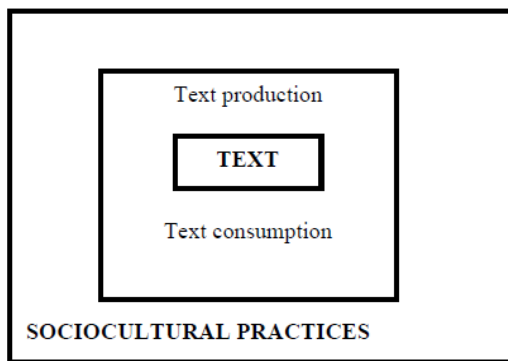 Text production
TEXT
Text consumption
SOCIOCULTURAL PRACTICES